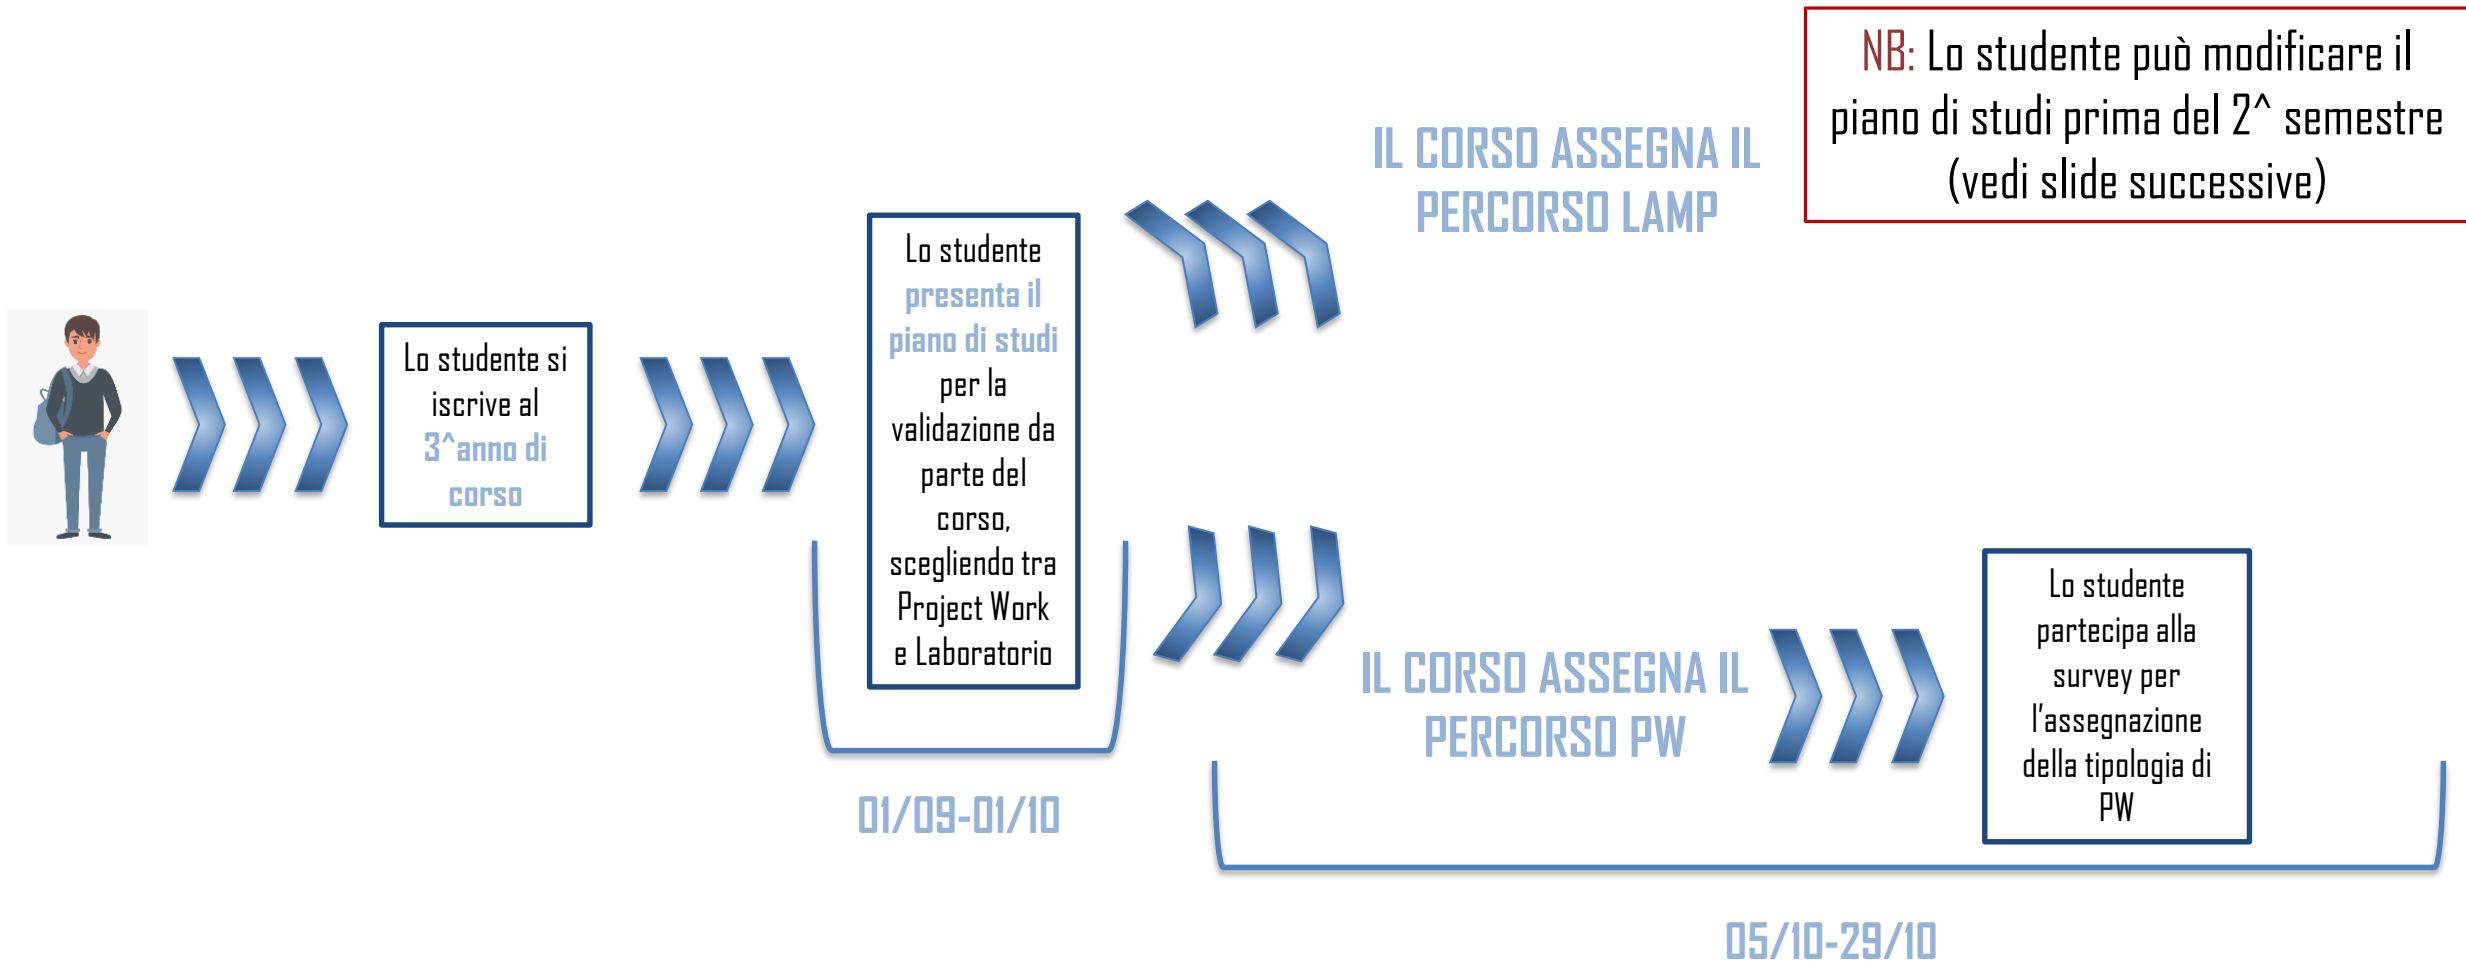 NB: Lo studente può modificare il
piano di studi prima del 2^ semestre
(vedi slide successive)
IL CORSO ASSEGNA IL
PERCORSO LAMP
Lo studente si
iscrive al
3^anno di
corso
Lo studente
presenta il
piano di studi
per la
validazione da
parte del
corso,
scegliendo tra
Project Work
e Laboratorio
01/09-01/10
IL CORSO ASSEGNA IL
PERCORSO PW
Lo studente
partecipa alla
survey per
l'assegnazione
della tipologia di
PW
05/10-29/10